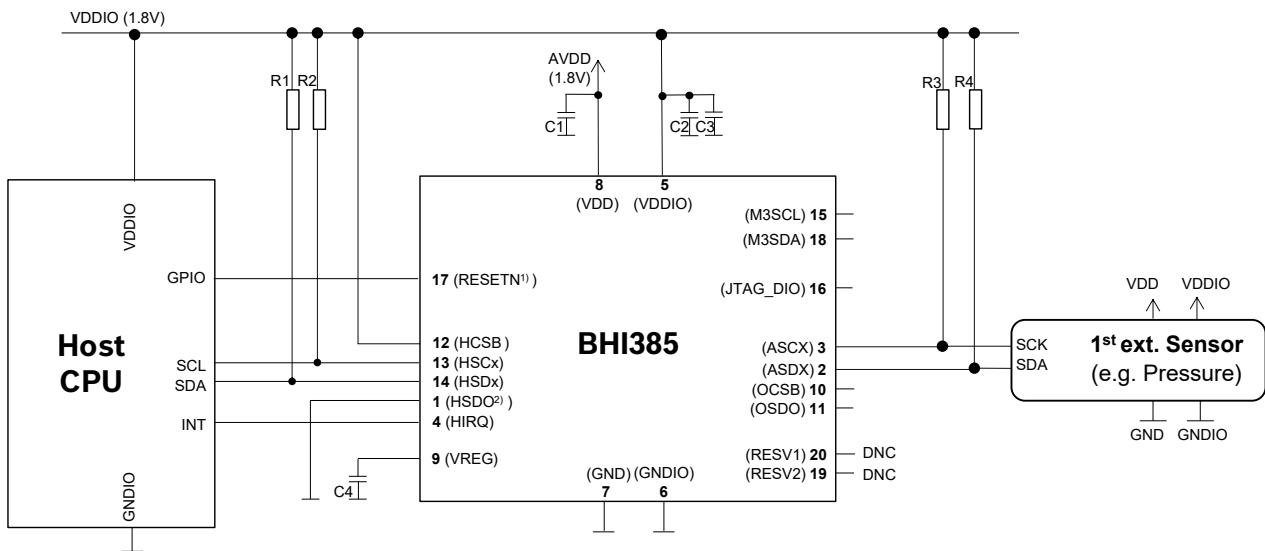 VDDIO (1.8V)
AVDD
(1.8V)
R1
R2
R3
R4
C1
C2
C3
8
(VDD)
5
(VDDIO)
VDDIO
GPIO
SCL
SDA
INT
GNDIO
Host
CPU
17 (RESETN¹⁾ )
12 (HCSB )
13 (HSCx)
14 (HSDx)
1 (HSDO²⁾ )
4 (HIRQ)
9 (VREG)
C4
BHI385
(GND)
7
(GNDIO)
6
(M3SCL) 15
(M3SDA) 18
(JTAG_DIO) 16
(ASCX) 3
(ASDX) 2
(OCSB) 10
(OSDO) 11
(RESV1) 20 DNC
(RESV2) 19 DNC
VDD
VDDIO
SCK
SDA
1st ext. Sensor
(e.g. Pressure)
GND
GNDIO